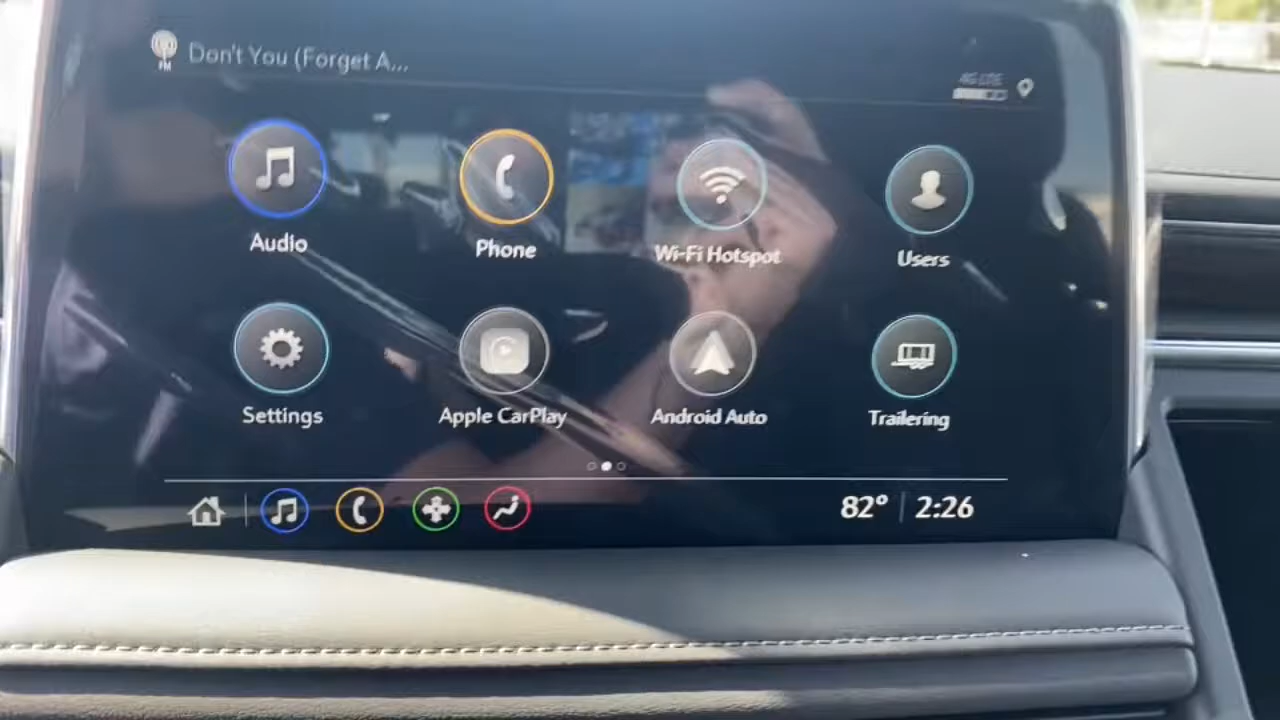 FM
Don't You (Forget A...
4G LTE
Audio
Phone
Wi-Fi Hotspot
Users
Settings
Apple CarPlay
Android Auto
Trailering
82° 2:26